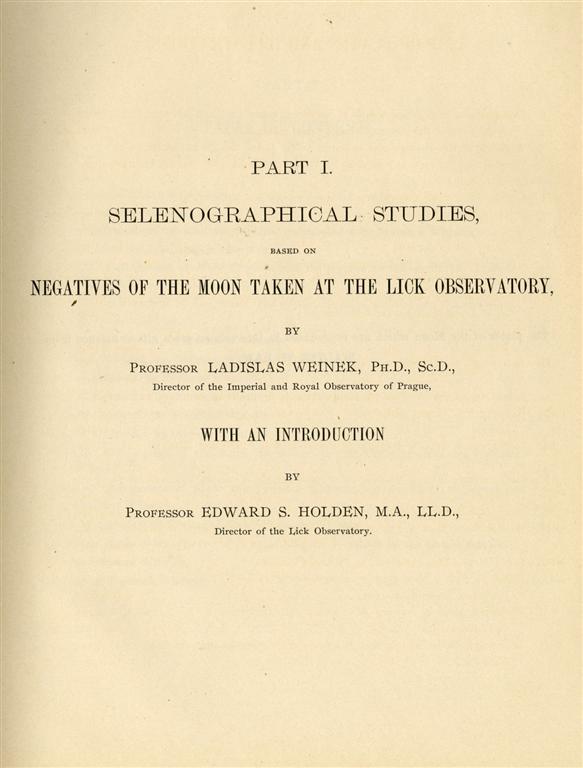 PART I.
SELENOGRAPHICAL STUDIES,
BASED ON
NEGATIVES OF THE MOON TAKEN AT THE LICK OBSERVATORY,
BY
PROFESSOR LADISLAS WEINEK, PH.D., SC.D.,
Director of the Imperial and Royal Observatory of Prague,
WITH AN INTRODUCTION
BY
PROFESSOR EDWARD S. HOLDEN, M.A., LL.D.,
Director of the Lick Observatory.